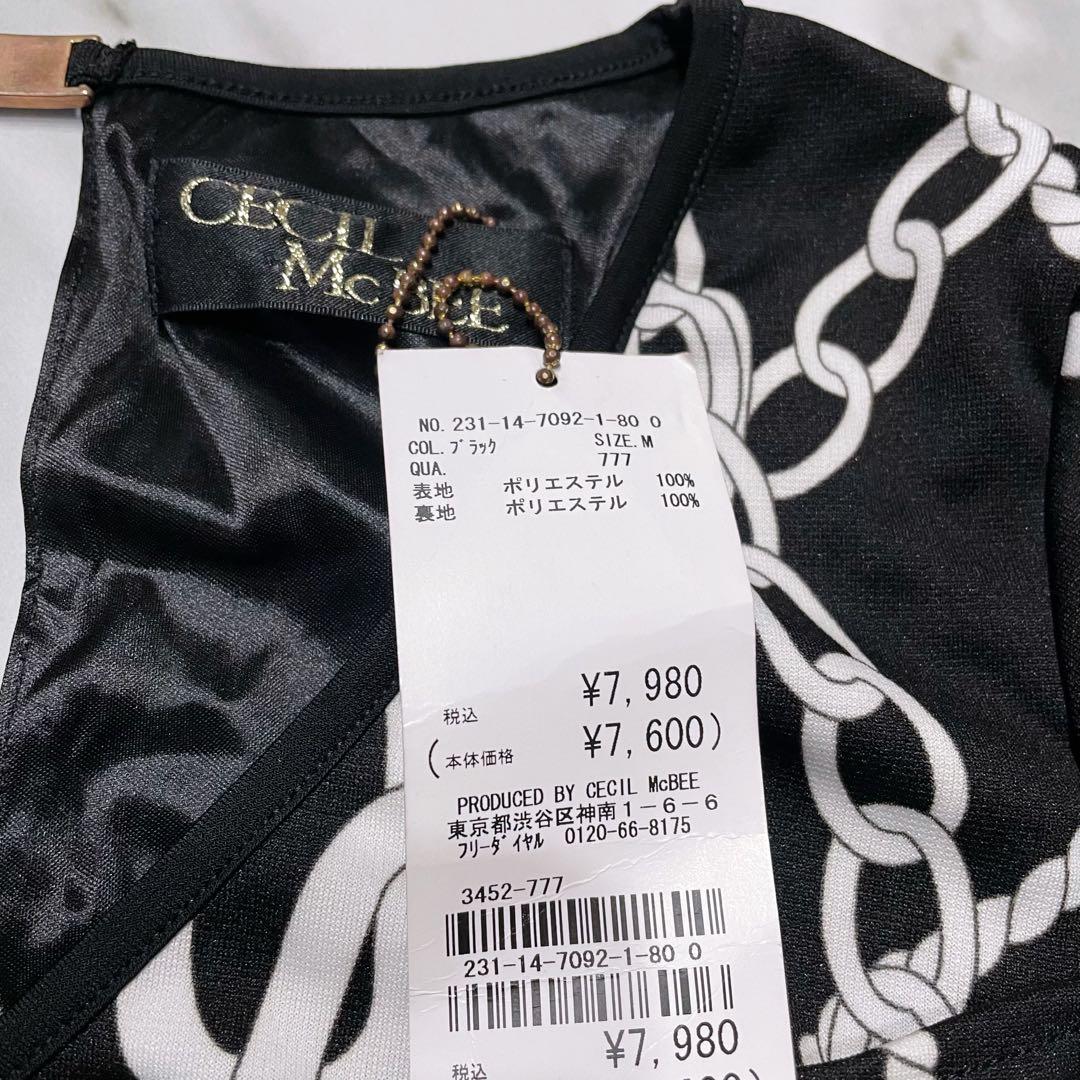 CECIL
McBEE
NO. 231-14-7092-1-80 0
COL.ブラック SIZE.M
QUA. 777
表地 ポリエステル 100%
裏地 ポリエステル 100%
¥7,980
税込
(本体価格 ¥7,600)
PRODUCED BY CECIL McBEE
東京都渋谷区神南1-6-6
フリーダイヤル 0120-66-8175
3452-777
231-14-7092-1-80 0
¥7,980
税込